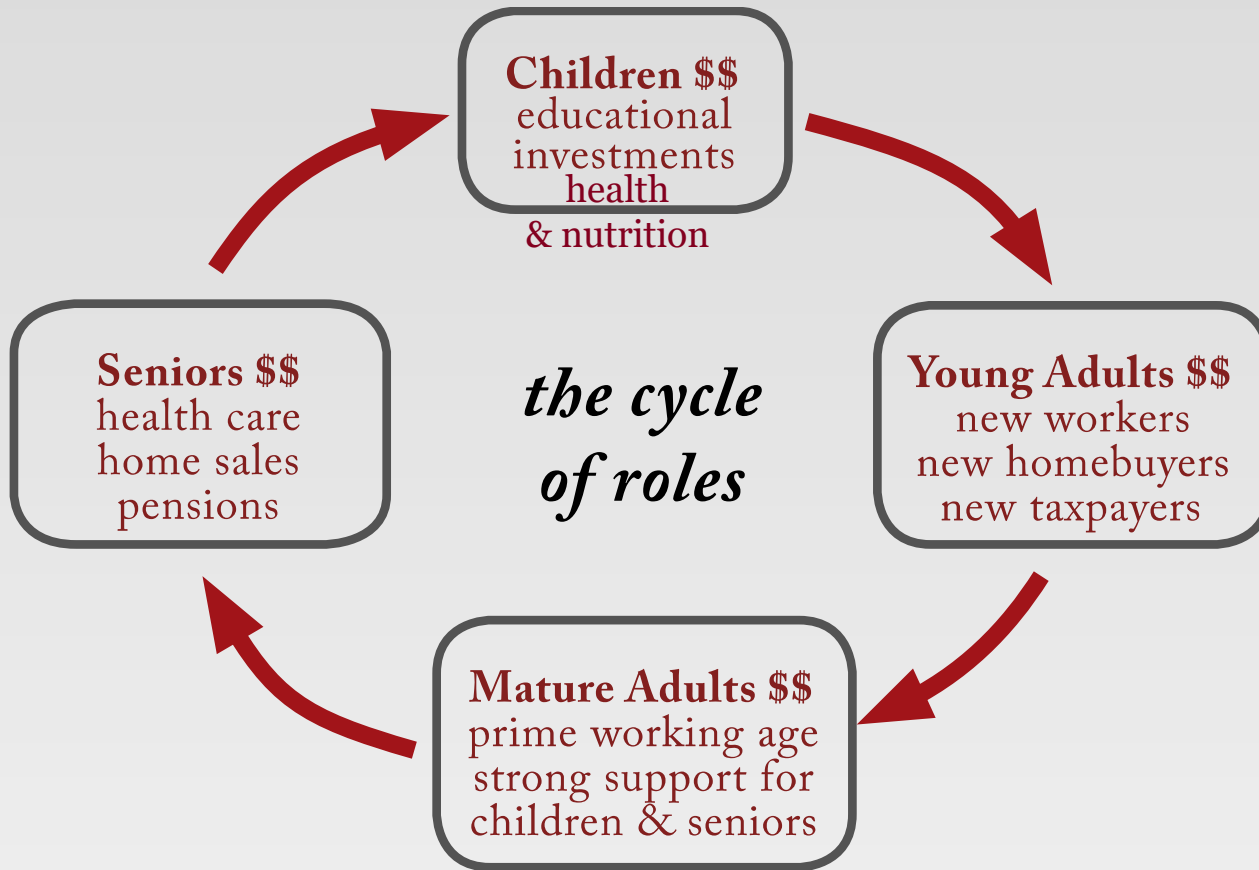 Children $$
educational
investments
health
& nutrition
Young Adults $$
new workers
new homebuyers
new taxpayers
Mature Adults $$
prime working age
strong support for
children & seniors
Seniors $$
health care
home sales
pensions
the cycle
of roles